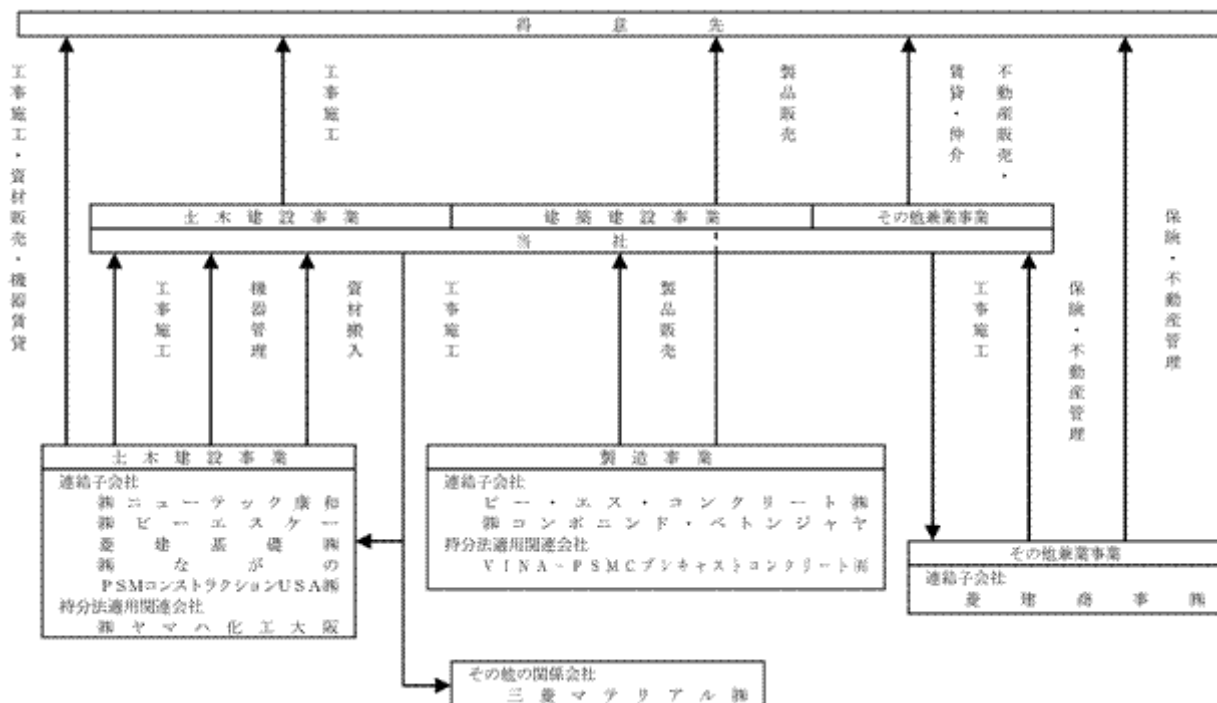 得意先
工事施工・資材販売・機器賃貸
工事施工
製品販売
不動産販売・
賃貸・仲介
保険・不動産管理
土木建設事業
建築建設事業
その他兼業事業
当社
工事施工
機器管理
資材搬入
工事施工
製品販売
工事施工
保険・不動産管理
土木建設事業
連結子会社
㈱ニューテック康和
㈱ピーエスケー
菱建基礎㈱
㈱ながの
PSMコンストラクションUSA㈱
持分法適用関連会社
㈱ヤマハ化工大阪
製造事業
連結子会社
ピー・エス・コンクリート㈱
㈱コンポニンド・ベトンジャヤ
持分法適用関連会社
VINA-PSMCプレキャストコンクリート㈲
その他兼業事業
連結子会社
菱建商事㈱
その他の関係会社
三菱マテリアル㈱